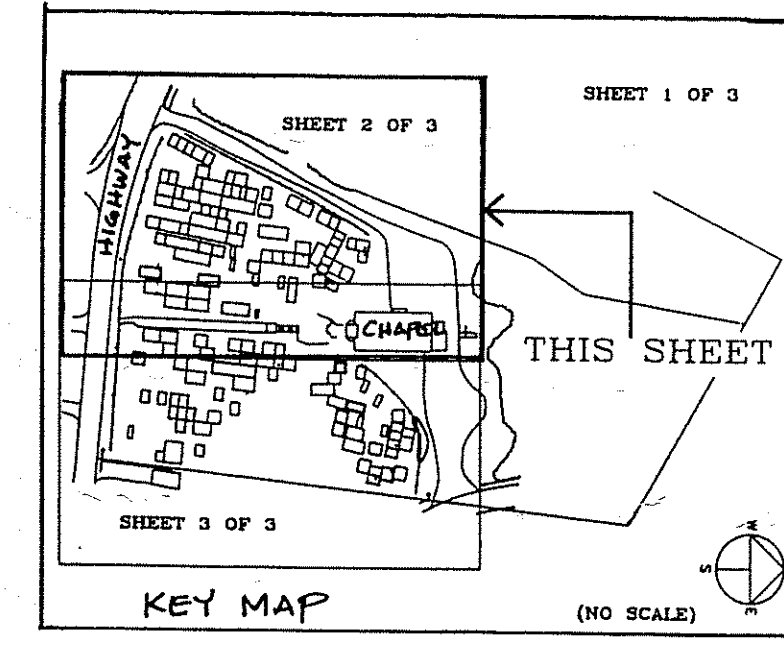 SHEET 1 OF 3
SHEET 2 OF 3
HIGHWAY
CHAPEL
THIS SHEET
SHEET 3 OF 3
KEY MAP
(NO SCALE)
W
S
E